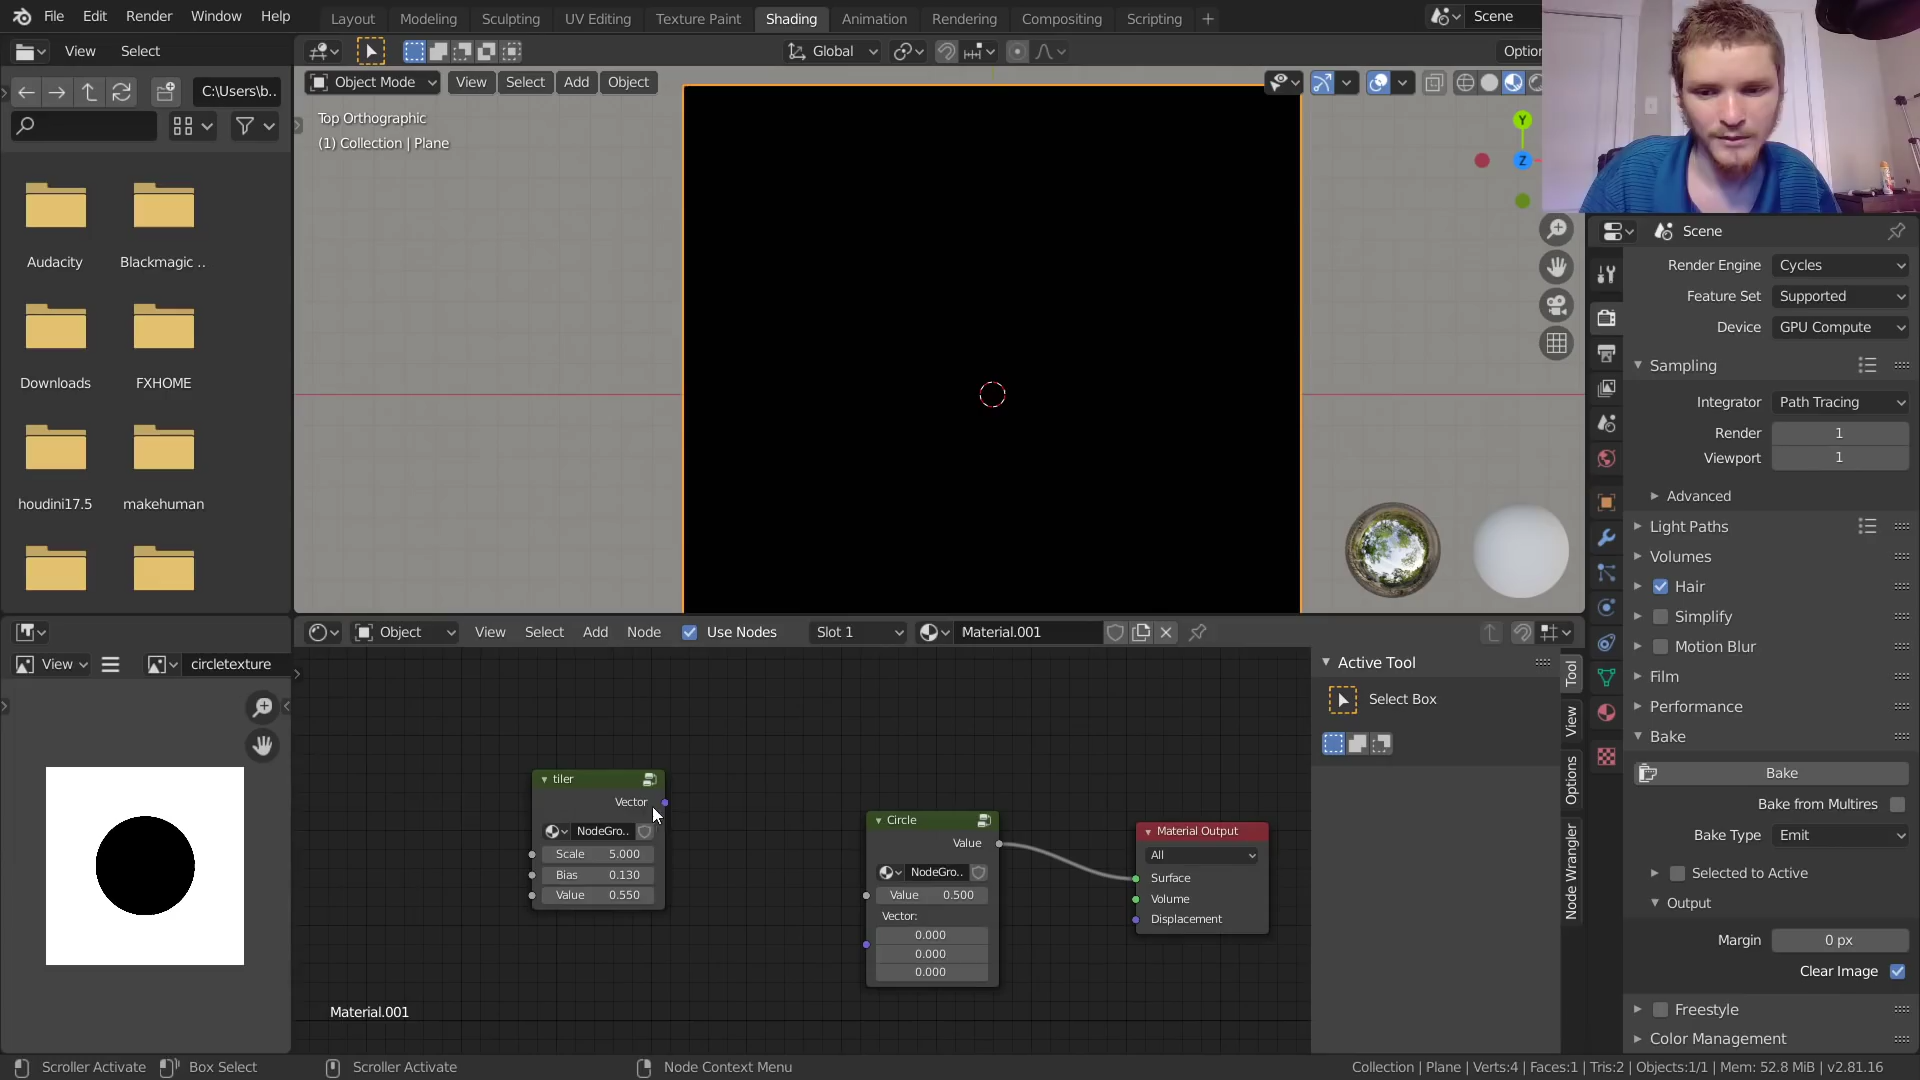 File Edit Render Window Help
Layout Modeling Sculpting UV Editing Texture Paint Shading Animation Rendering Compositing Scripting +
Scene
View Select
Global
Optio
C:\Users\b..
Object Mode View Select Add Object
Top Orthographic
(1) Collection | Plane
Y
Z
Audacity Blackmagic ..
Downloads FXHOME
houdini17.5 makehuman
Scene
Render Engine Cycles
Feature Set Supported
Device GPU Compute
Sampling
Integrator Path Tracing
Render 1
Viewport 1
Advanced
Light Paths
Volumes
Hair
Simplify
Motion Blur
Film
Performance
Bake
Bake
Bake from Multires
Bake Type Emit
Selected to Active
Output
Margin 0 px
Clear Image
Freestyle
Color Management
Object View Select Add Node Use Nodes Slot 1 Material.001
View circletexture
Active Tool
Select Box
Tool
View
Options
Node Wrangler
tiler
Vector
NodeGro..
Scale 5.000
Bias 0.130
Value 0.550
Circle
Value
NodeGro..
Value 0.500
Vector:
0.000
0.000
0.000
Material Output
All
Surface
Volume
Displacement
Material.001
Scroller Activate Box Select Scroller Activate Node Context Menu
Collection | Plane | Verts:4 | Faces:1 | Tris:2 | Objects:1/1 | Mem: 52.8 MiB | v2.81.16